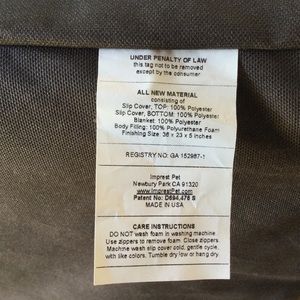 UNDER PENALTY OF LAW
this tag not to be removed
except by the consumer
ALL NEW MATERIAL
consisting of
Slip Cover, TOP: 100% Polyester
Slip Cover, BOTTOM: 100% Polyester
Blanket: 100% Polyester
Body Filling: 100% Polyurethane Foam
Finishing Size: 36 x 23 x 5 inches
REGISTRY NO: GA 152987-1
Imprest Pet
Newbury Park CA 91320
www.ImprestPet.com
Patent No: D694,476 S
MADE IN USA
CARE INSTRUCTIONS
DO NOT wash foam in washing machine.
Use zippers to remove foam. Close zippers.
Machine wash slip cover cold, gentle cycle,
with like colors. Tumble dry low or hang dry.